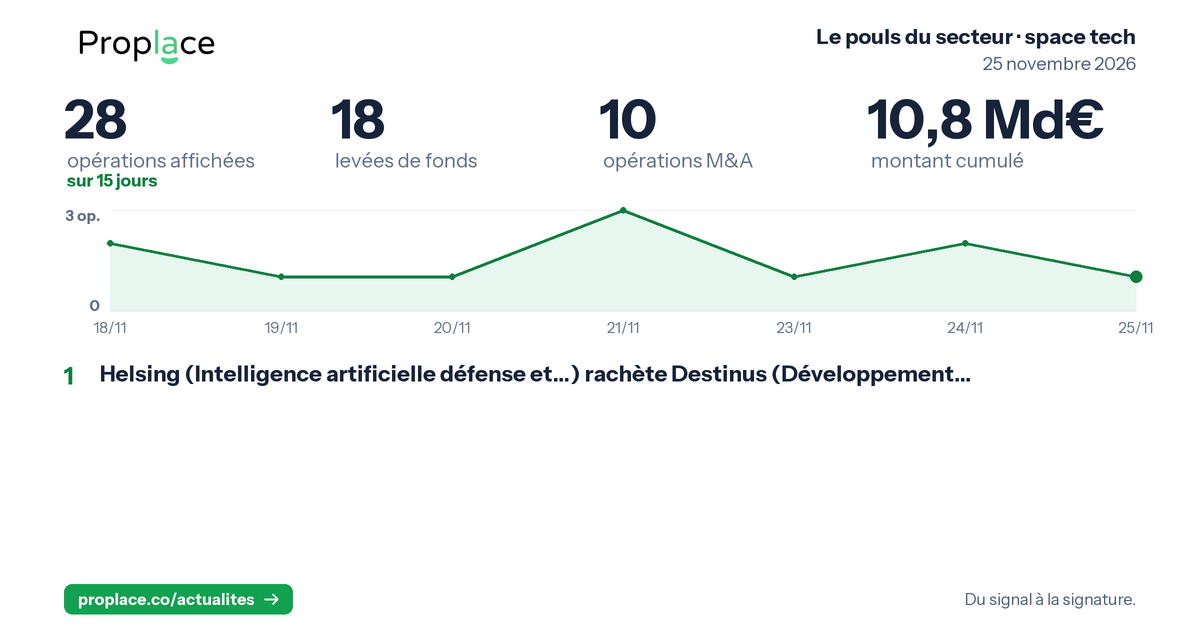 Proplace
Le pouls du secteur · space tech
25 novembre 2026
28
opérations affichées
sur 15 jours
18
levées de fonds
10
opérations M&A
10,8 Md€
montant cumulé
3 op.
0
18/11
19/11
20/11
21/11
23/11
24/11
25/11
1 Helsing (Intelligence artificielle défense et...) rachète Destinus (Développement...
proplace.co/actualites →
Du signal à la signature.